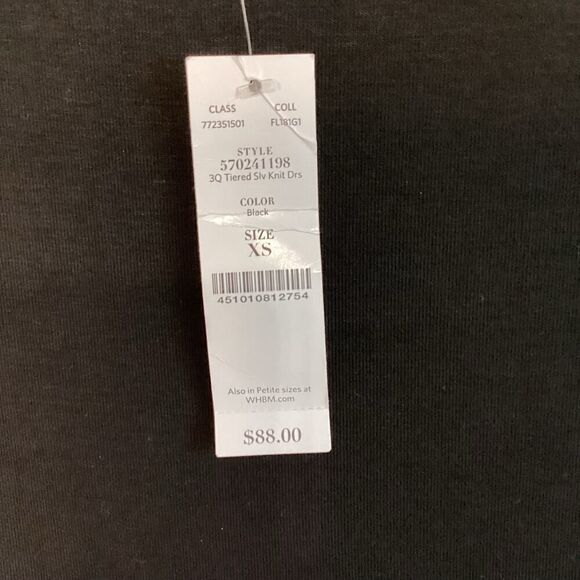 CLASS COLL
772351501 FL181G1
STYLE
570241198
3Q Tiered Slv Knit Drs
COLOR
Black
SIZE
XS
451010812754
Also in Petite sizes at
WHBM.com
$88.00